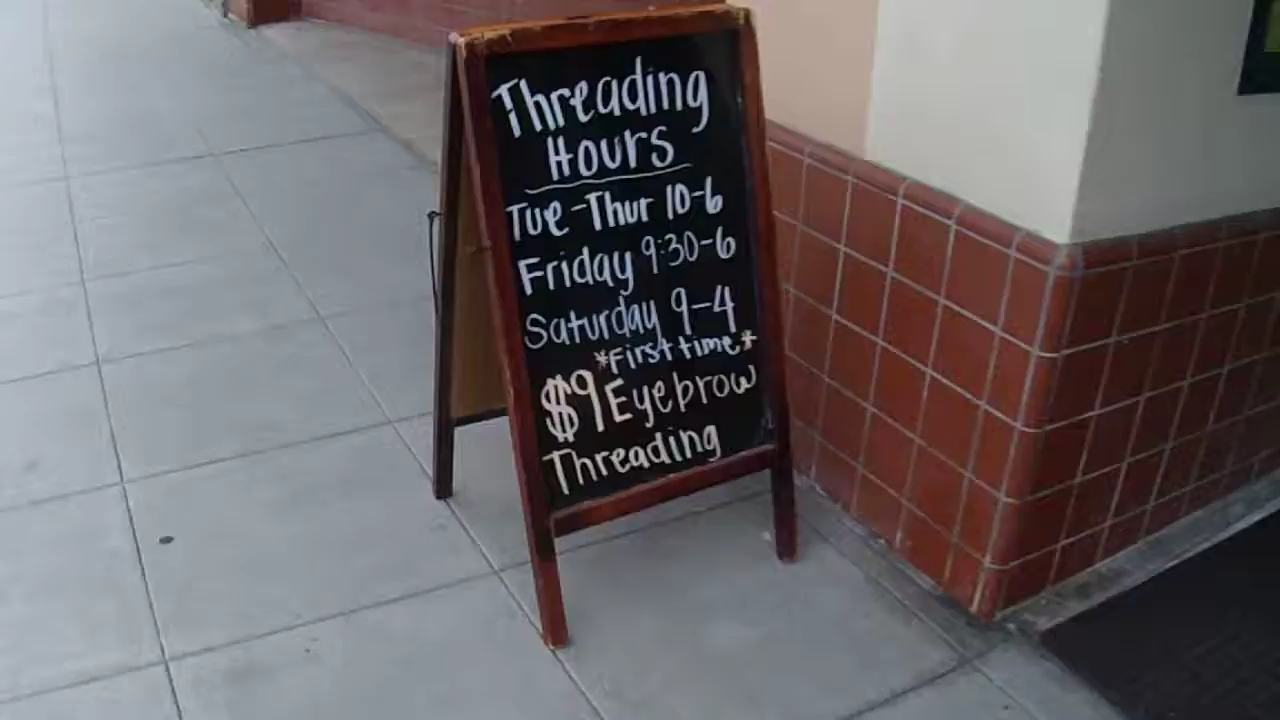 Threading
Hours
Tue-Thur 10-6
Friday 9:30-6
Saturday 9-4
*First time*
$9 Eyebrow
Threading